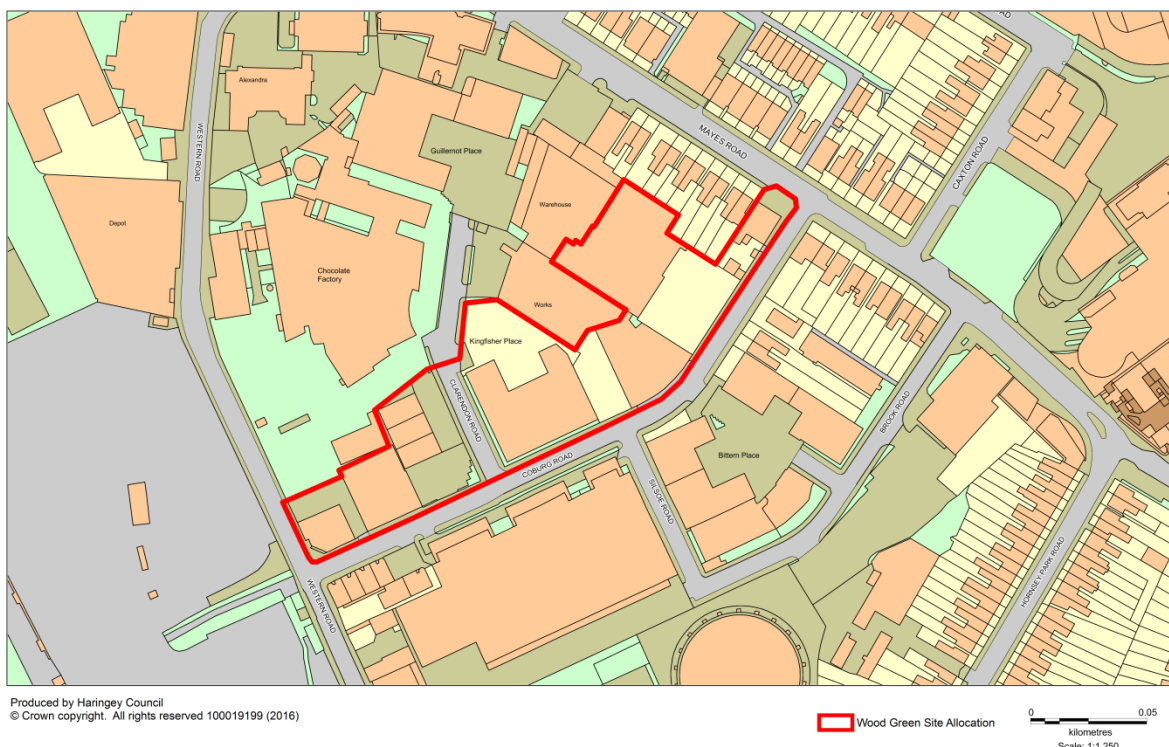 Alexandra
WESTERN ROAD
Guillemot Place
MAYES ROAD
CAXTON ROAD
Warehouse
Depot
Chocolate
Factory
Works
Kingfisher Place
CLARENDON ROAD
COBURG ROAD
BROOK ROAD
Bittern Place
SILSOE ROAD
HORNSEY PARK ROAD
WESTERN ROAD
Produced by Haringey Council
© Crown copyright. All rights reserved 100019199 (2016)
Wood Green Site Allocation
0 0.05
kilometres
Scale: 1:1,250